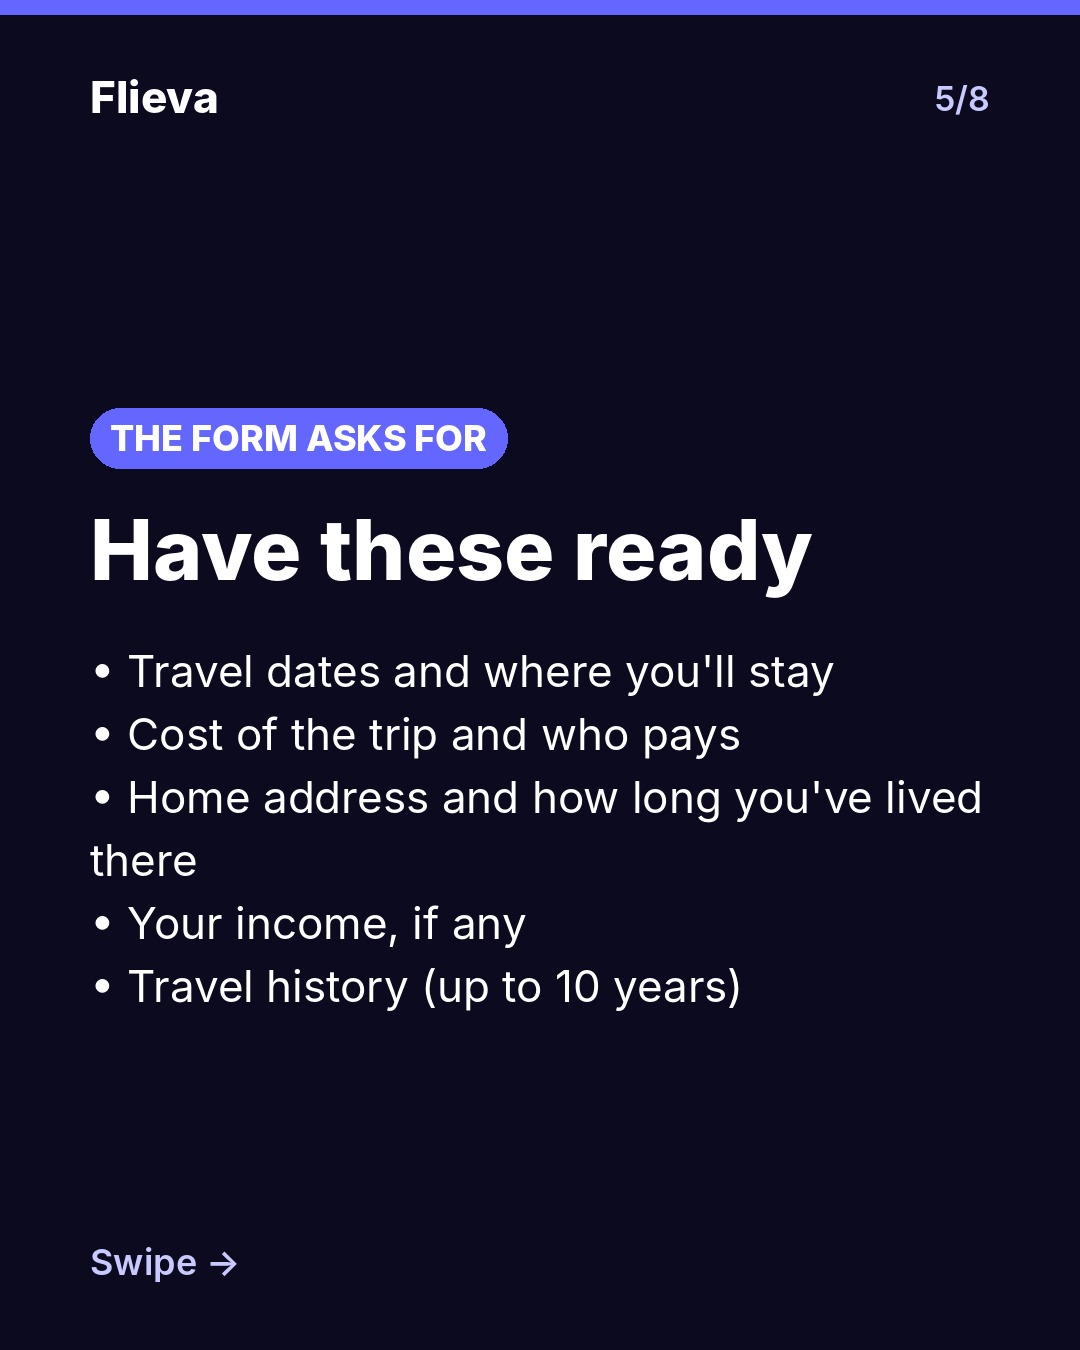 Flieva
5/8
THE FORM ASKS FOR
Have these ready
• Travel dates and where you'll stay
• Cost of the trip and who pays
• Home address and how long you've lived
there
• Your income, if any
• Travel history (up to 10 years)
Swipe →